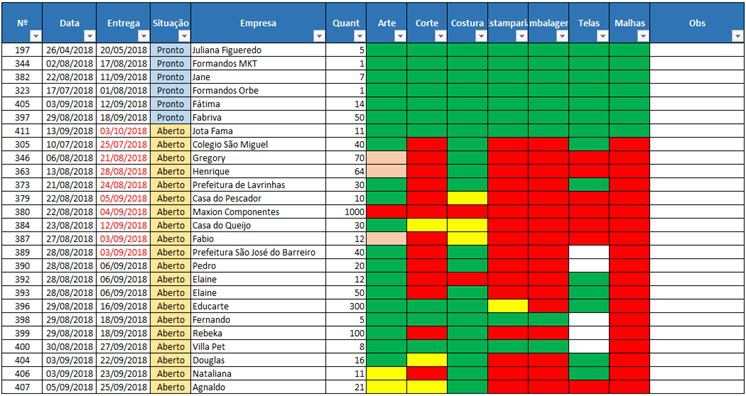 Nº Data Entrega Situação Empresa Quant Arte Corte Costura Estamparia Embalagem Telas Malhas Obs
197 26/04/2018 20/05/2018 Pronto Juliana Figueredo 5
344 02/08/2018 17/08/2018 Pronto Formandos MKT 1
382 22/08/2018 11/09/2018 Pronto Jane 7
323 17/07/2018 01/08/2018 Pronto Formandos Orbe 1
405 03/09/2018 12/09/2018 Pronto Fátima 14
397 29/08/2018 18/09/2018 Pronto Fabriva 50
411 13/09/2018 03/10/2018 Aberto Jota Fama 11
305 10/07/2018 25/07/2018 Aberto Colegio São Miguel 40
346 06/08/2018 21/08/2018 Aberto Gregory 70
363 13/08/2018 28/08/2018 Aberto Henrique 64
373 21/08/2018 24/08/2018 Aberto Prefeitura de Lavrinhas 30
379 22/08/2018 05/09/2018 Aberto Casa do Pescador 10
380 22/08/2018 04/09/2018 Aberto Maxion Componentes 1000
384 23/08/2018 12/09/2018 Aberto Casa do Queijo 30
387 27/08/2018 03/09/2018 Aberto Fabio 12
389 28/08/2018 03/09/2018 Aberto Prefeitura São José do Barreiro 40
390 28/08/2018 06/09/2018 Aberto Pedro 20
392 28/08/2018 06/09/2018 Aberto Elaine 12
393 28/08/2018 06/09/2018 Aberto Elaine 50
396 29/08/2018 16/09/2018 Aberto Educarte 300
398 29/08/2018 18/09/2018 Aberto Fernando 5
399 29/08/2018 18/09/2018 Aberto Rebeka 100
400 30/08/2018 27/09/2018 Aberto Villa Pet 8
404 03/09/2018 22/09/2018 Aberto Douglas 16
406 03/09/2018 23/09/2018 Aberto Nataliana 11
407 05/09/2018 25/09/2018 Aberto Agnaldo 21